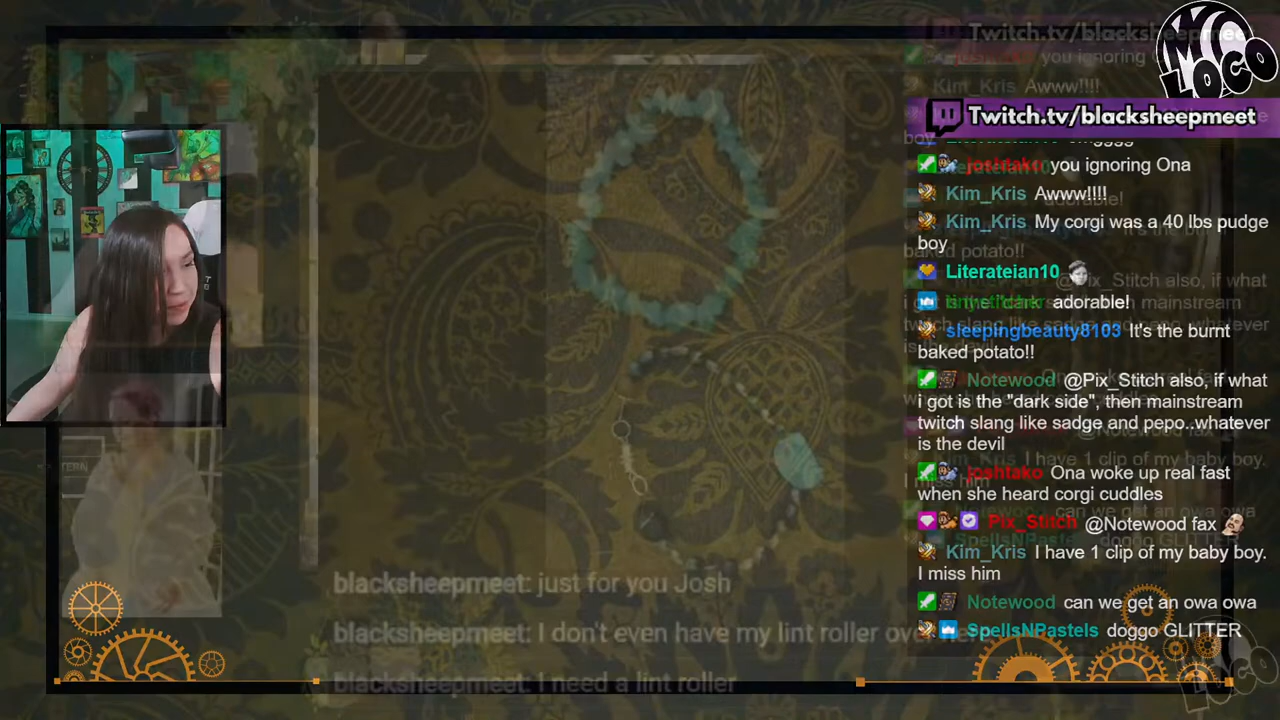 Twitch.tv/blacksheepmeet
MC
LOCO
Twitch.tv/blacksheepmeet
joshtako you ignoring Ona
Kim_Kris Awww!!!!
Kim_Kris My corgi was a 40 lbs pudge
boy
Literateian10
adorable!
sleepingbeauty8103 It's the burnt
baked potato!!
Notewood @Pix_Stitch also, if what
i got is the "dark side", then mainstream
twitch slang like sadge and pepo..whatever
is the devil
joshtako Ona woke up real fast
when she heard corgi cuddles
Pix_Stitch @Notewood fax
Kim_Kris I have 1 clip of my baby boy.
I miss him
Notewood can we get an owa owa
SpellsNPastels doggo GLITTER
blacksheepmeet: just for you Josh
blacksheepmeet: I don't even have my lint roller
blacksheepmeet: I need a lint roller